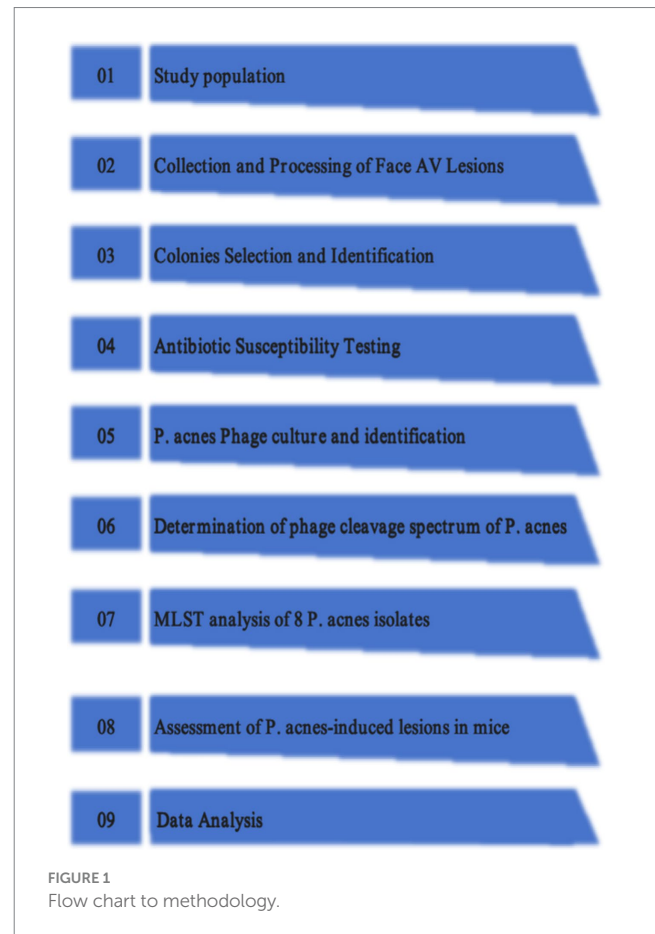 01 Study population
02 Collection and Processing of Face AV Lesions
03 Colonies Selection and Identification
04 Antibiotic Susceptibility Testing
05 P. acnes Phage culture and identification
06 Determination of phage cleavage spectrum of P. acnes
07 MLST analysis of 8 P. acnes isolates
08 Assessment of P. acnes-induced lesions in mice
09 Data Analysis
FIGURE 1
Flow chart to methodology.